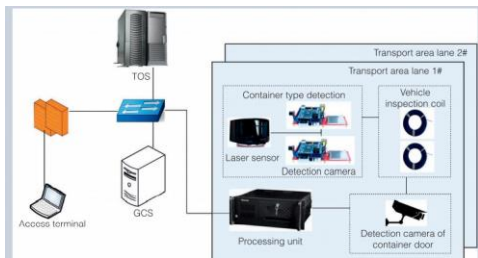 TOS
Transport area lane 2#
Transport area lane 1#
Container type detection
Vehicle
inspection coil
Laser sensor
Detection camera
Access terminal
GCS
Processing unit
Detection camera of
container door